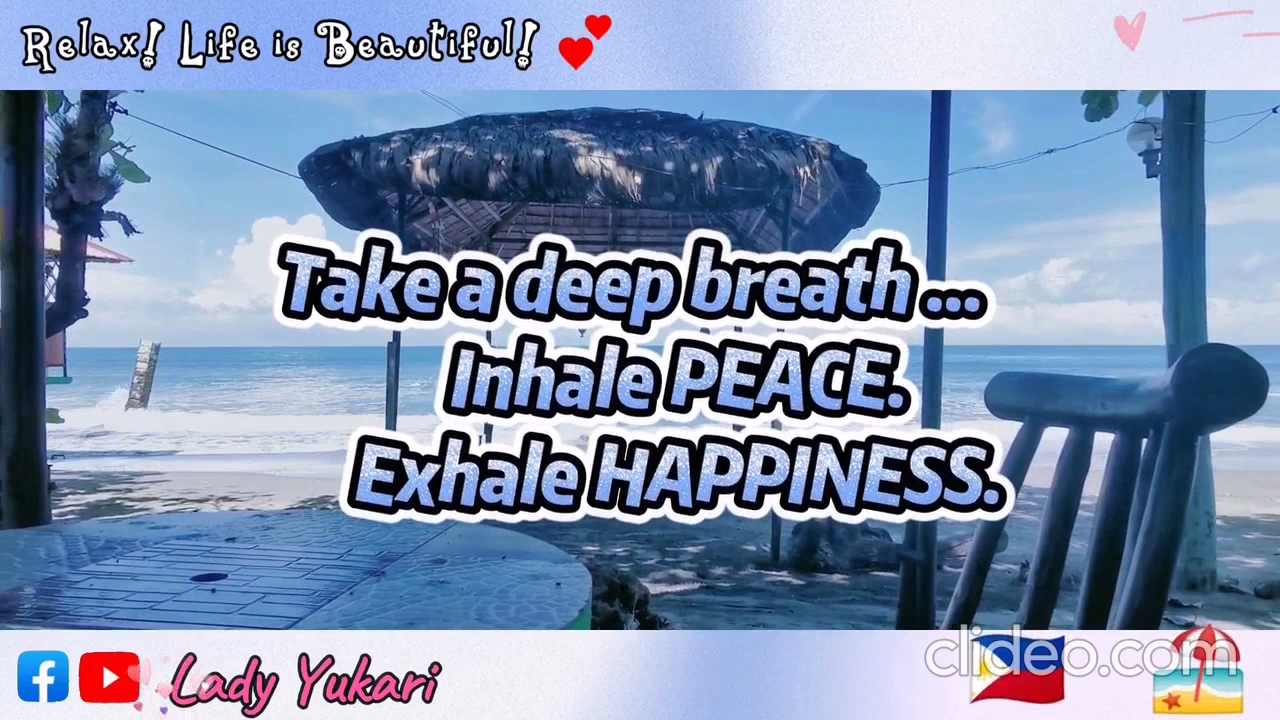 Relax! Life is Beautiful!
Take a deep breath ...
Inhale PEACE.
Exhale HAPPINESS.
Lady Yukari
clideo.com